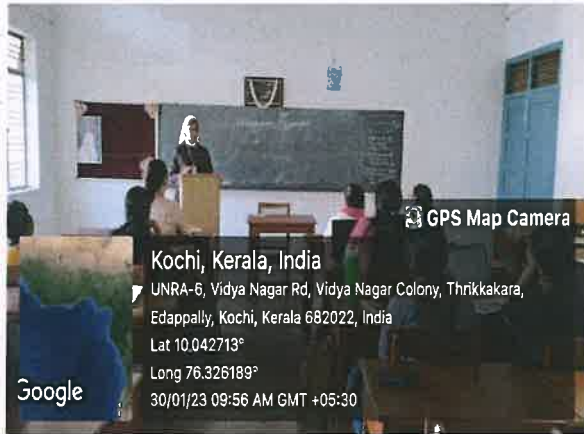 GPS Map Camera
Kochi, Kerala, India
UNRA-6, Vidya Nagar Rd, Vidya Nagar Colony, Thrikkakara,
Edappally, Kochi, Kerala 682022, India
Lat 10.042713°
Long 76.326189°
30/01/23 09:56 AM GMT +05:30
Google